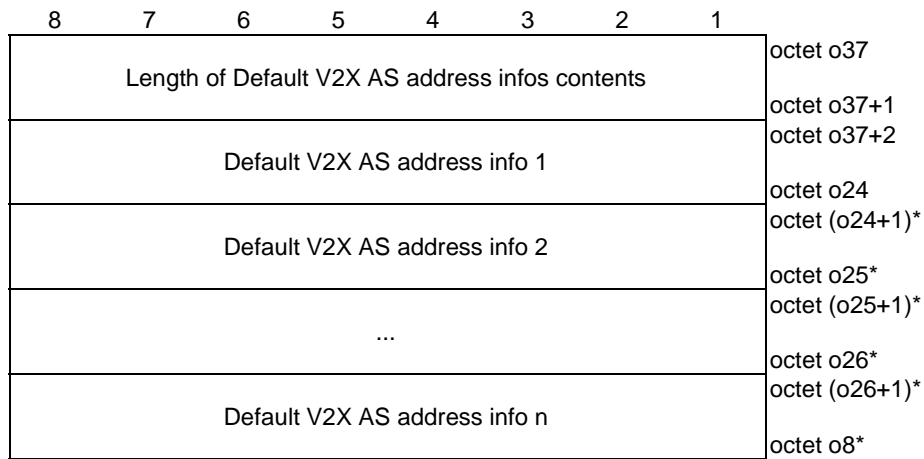 8 7 6 5 4 3 2 1
octet o37
Length of Default V2X AS address infos contents
octet o37+1
octet o37+2
Default V2X AS address info 1
octet o24
octet (o24+1)*
Default V2X AS address info 2
octet o25*
octet (o25+1)*
...
octet o26*
octet (o26+1)*
Default V2X AS address info n
octet o8*